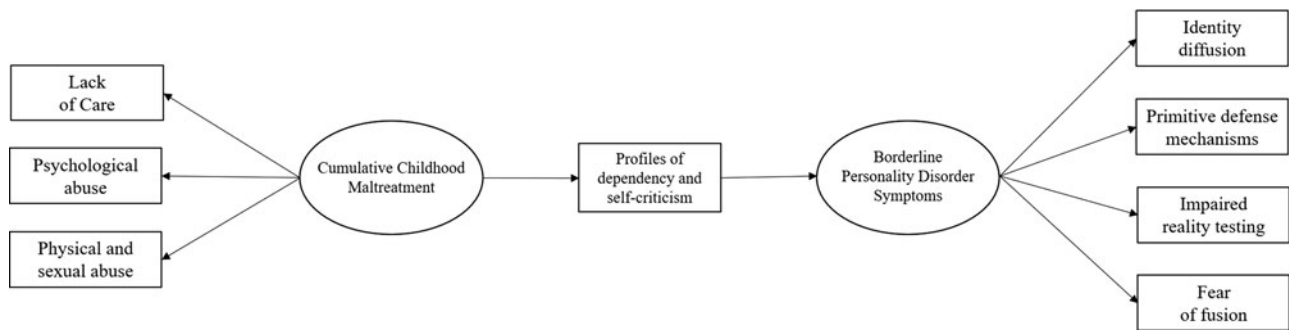 Lack
of Care
Psychological
abuse
Physical and
sexual abuse
Cumulative Childhood
Maltreatment
Profiles of
dependency and
self-criticism
Borderline
Personality Disorder
Symptoms
Identity
diffusion
Primitive defense
mechanisms
Impaired
reality testing
Fear
of fusion